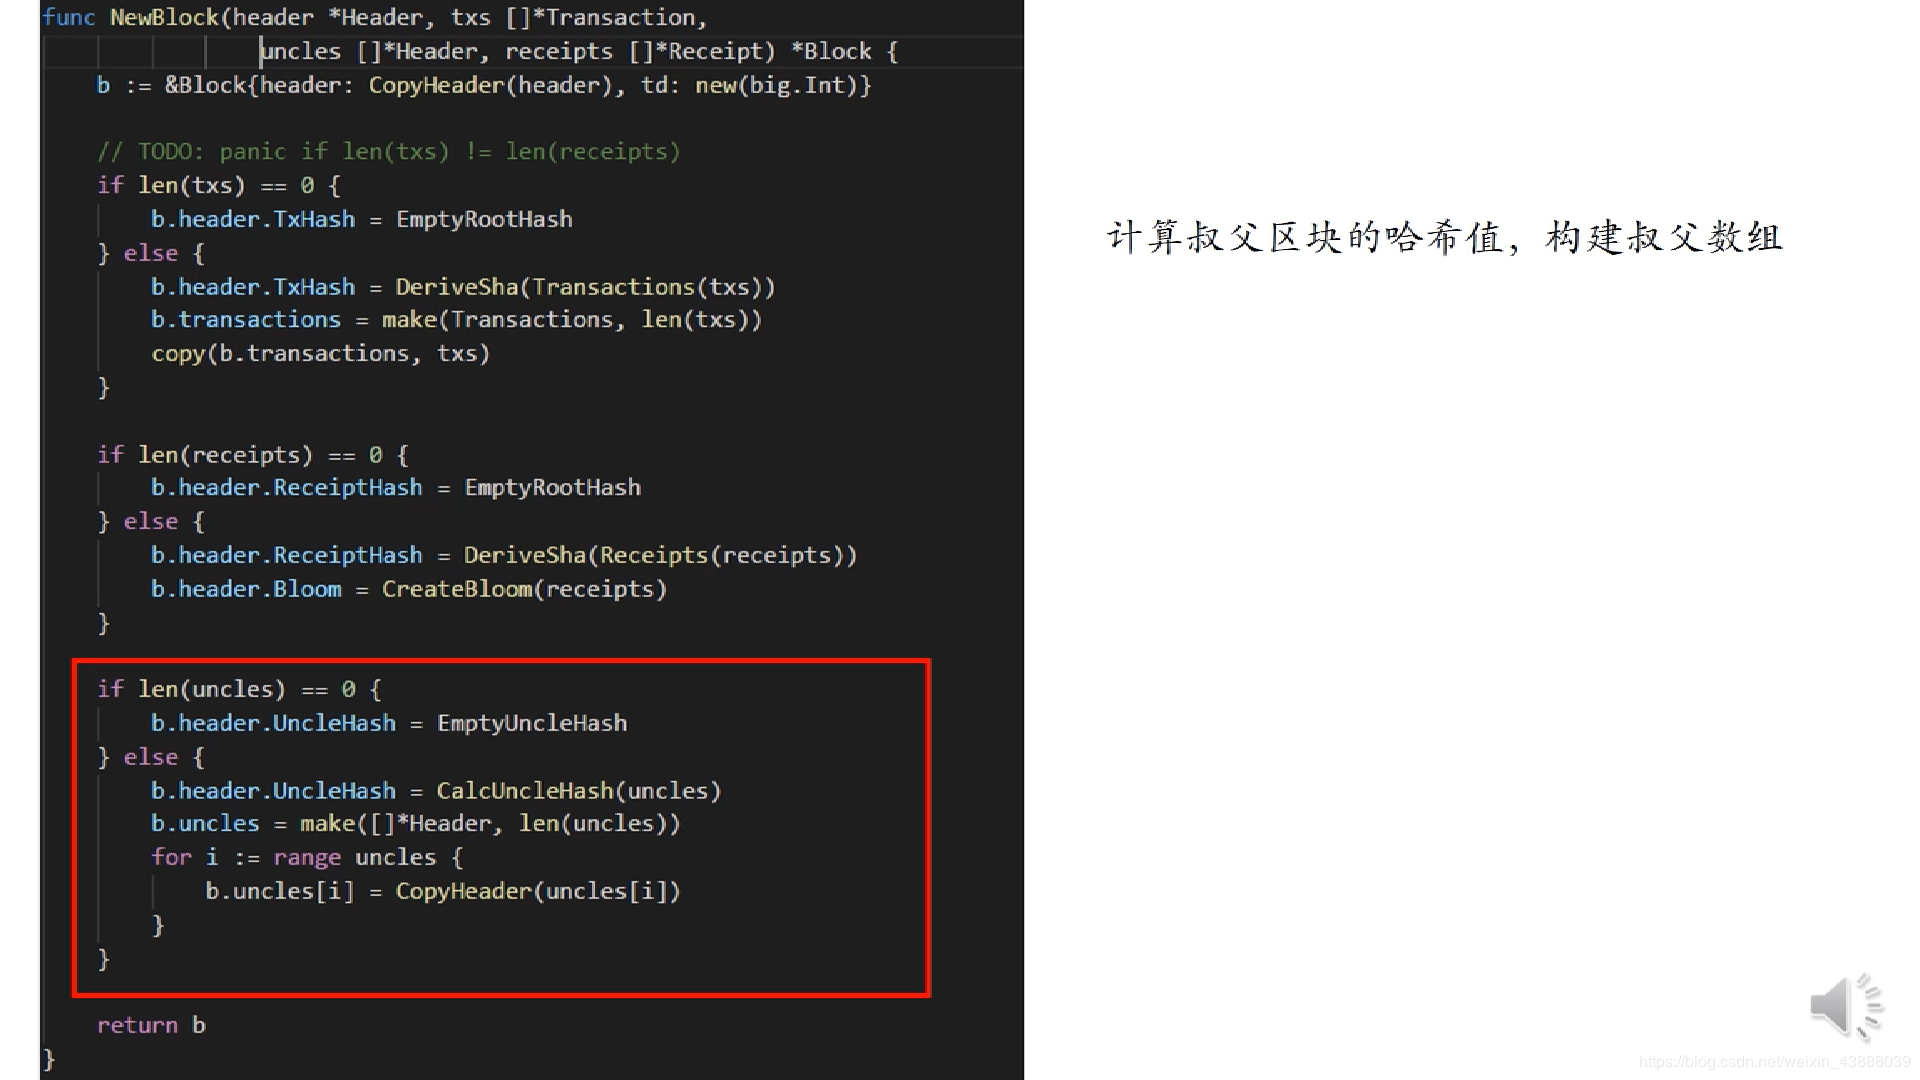 func NewBlock(header *Header, txs []*Transaction,
uncles []*Header, receipts []*Receipt) *Block {
b := &Block{header: CopyHeader(header), td: new(big.Int)}
// TODO: panic if len(txs) != len(receipts)
if len(txs) == 0 {
b.header.TxHash = EmptyRootHash
} else {
b.header.TxHash = DeriveSha(Transactions(txs))
b.transactions = make(Transactions, len(txs))
copy(b.transactions, txs)
}
if len(receipts) == 0 {
b.header.ReceiptHash = EmptyRootHash
} else {
b.header.ReceiptHash = DeriveSha(Receipts(receipts))
b.header.Bloom = CreateBloom(receipts)
}
if len(uncles) == 0 {
b.header.UncleHash = EmptyUncleHash
} else {
b.header.UncleHash = CalcUncleHash(uncles)
b.uncles = make([]*Header, len(uncles))
for i := range uncles {
b.uncles[i] = CopyHeader(uncles[i])
}
}
return b
}
计算叔父区块的哈希值，构建叔父数组
https://blog.csdn.net/weixin_43888039